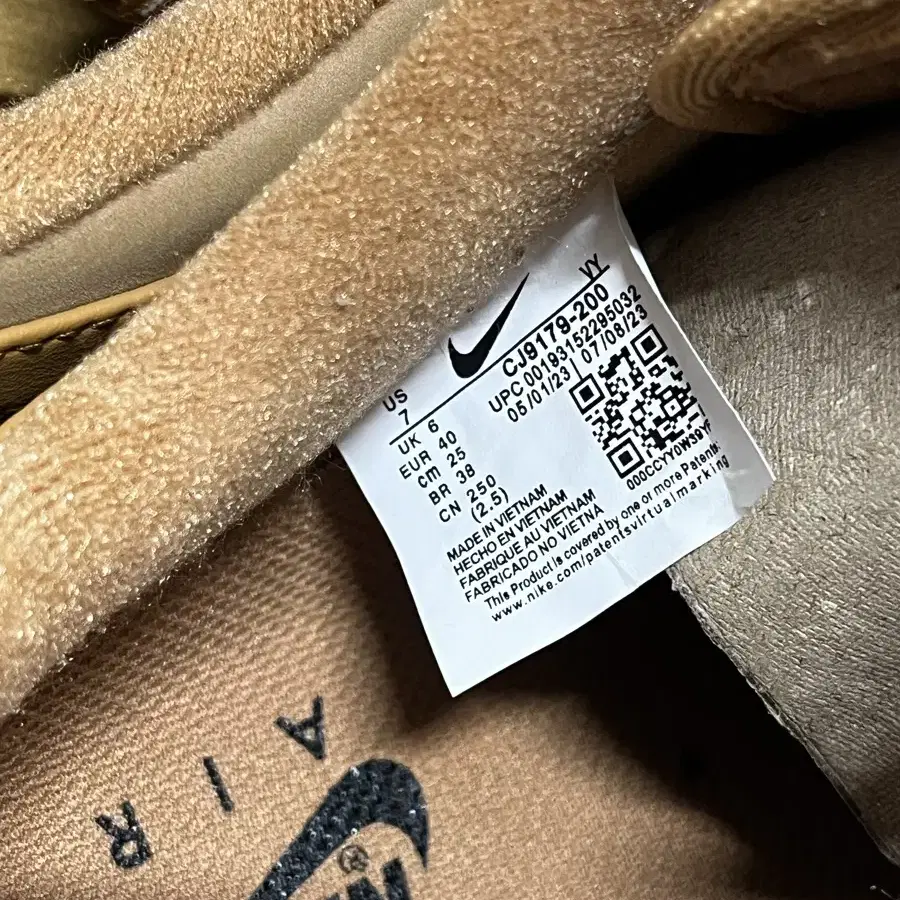 VY
CJ9179-200
UPC 00193152295032
05/01/23 | 07/08/23
US
7
UK 6
EUR 40
cm 25
BR 38
CN 250
(2.5)
000CCYY0W39YF
MADE IN VIETNAM
HECHO EN VIETNAM
FABRIQUE AU VIETNAM
FABRICADO NO VIETNA
This Product is covered by one or more Patents:
www.nike.com/patentsvirtualmarking
AIR